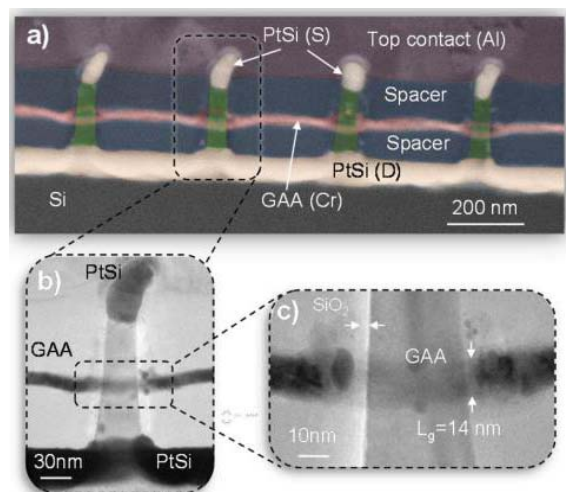 a)
PtSi (S)
Top contact (Al)
Spacer
Spacer
PtSi (D)
Si
GAA (Cr)
200 nm
b)
PtSi
GAA
30nm
PtSi
c)
SiO₂
GAA
Lg=14 nm
10nm